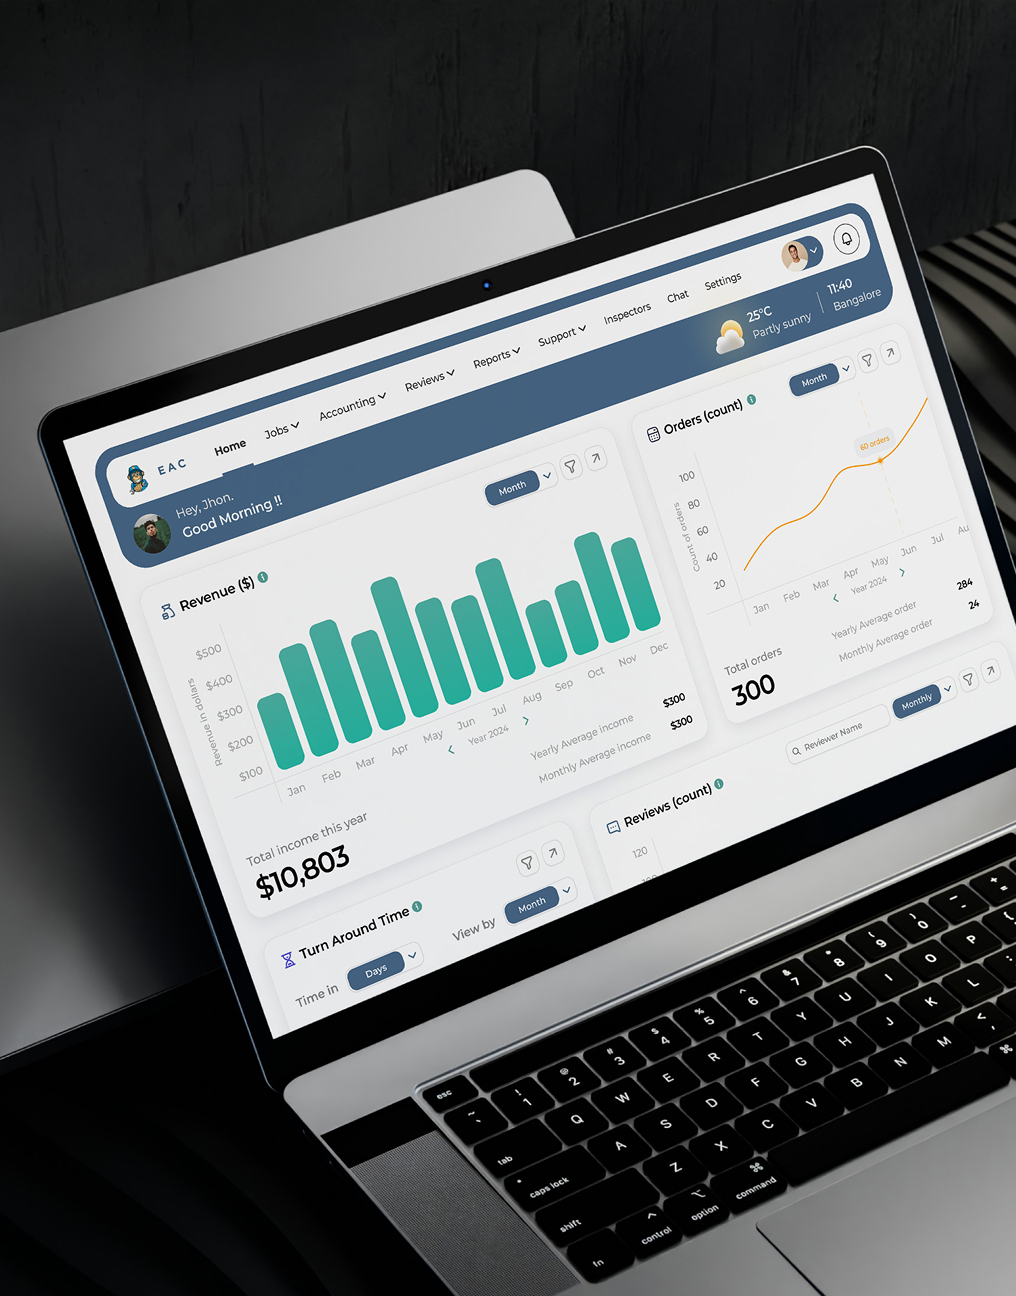 EAC
Home
Jobs
Accounting
Reviews
Reports
Support
Inspectors
Chat
Settings
Hey, Jhon.
Good Morning !!
25°C
Partly sunny
11:40
Bangalore
Revenue ($)
Month
Revenue in dollars
$500
$400
$300
$200
$100
Jan Feb Mar Apr May Jun Jul Aug Sep Oct Nov Dec
Year 2024
Yearly Average income $300
Monthly Average income $300
Total income this year
$10,803
Orders (count)
Month
60 orders
Count of orders
100
80
60
40
20
Jan Feb Mar Apr May Jun Jul Au
Year 2024
Yearly Average order 284
Monthly Average order 24
Total orders
300
Turn Around Time
View by Month
Time in Days
Reviewer Name
Monthly
Reviews (count)
120
esc
~ `
! 1
@ 2
# 3
$ 4
% 5
^ 6
& 7
* 8
( 9
) 0
–
+ =
tab
Q W E R T Y U I O P {
caps lock
A S D F G H J K L :
shift
Z X C V B N M < ,
fn
control
option
command